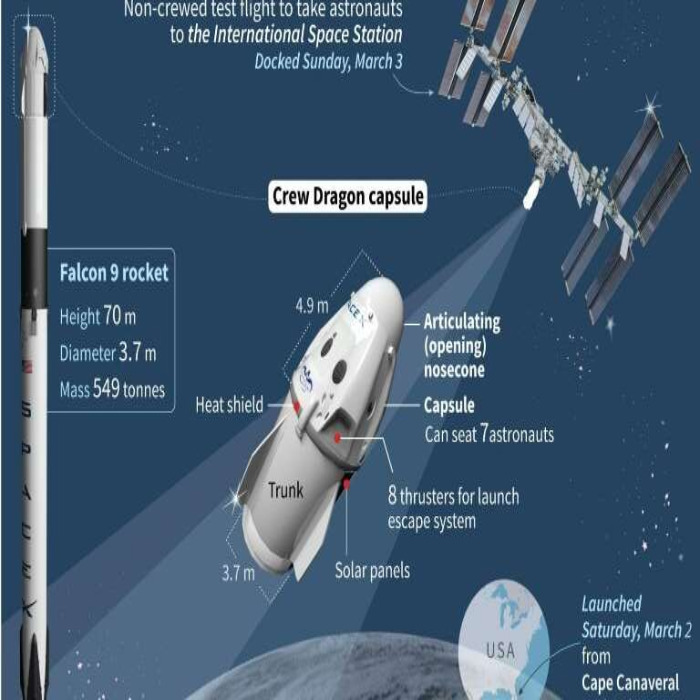 Non-crewed test flight to take astronauts
to the International Space Station
Docked Sunday, March 3
Crew Dragon capsule
Falcon 9 rocket
Height 70 m
Diameter 3.7 m
Mass 549 tonnes
4.9 m
Articulating
(opening)
nosecone
Heat shield
Capsule
Can seat 7 astronauts
Trunk
8 thrusters for launch
escape system
3.7 m
Solar panels
SPACEX
USA
Launched
Saturday, March 2
from
Cape Canaveral